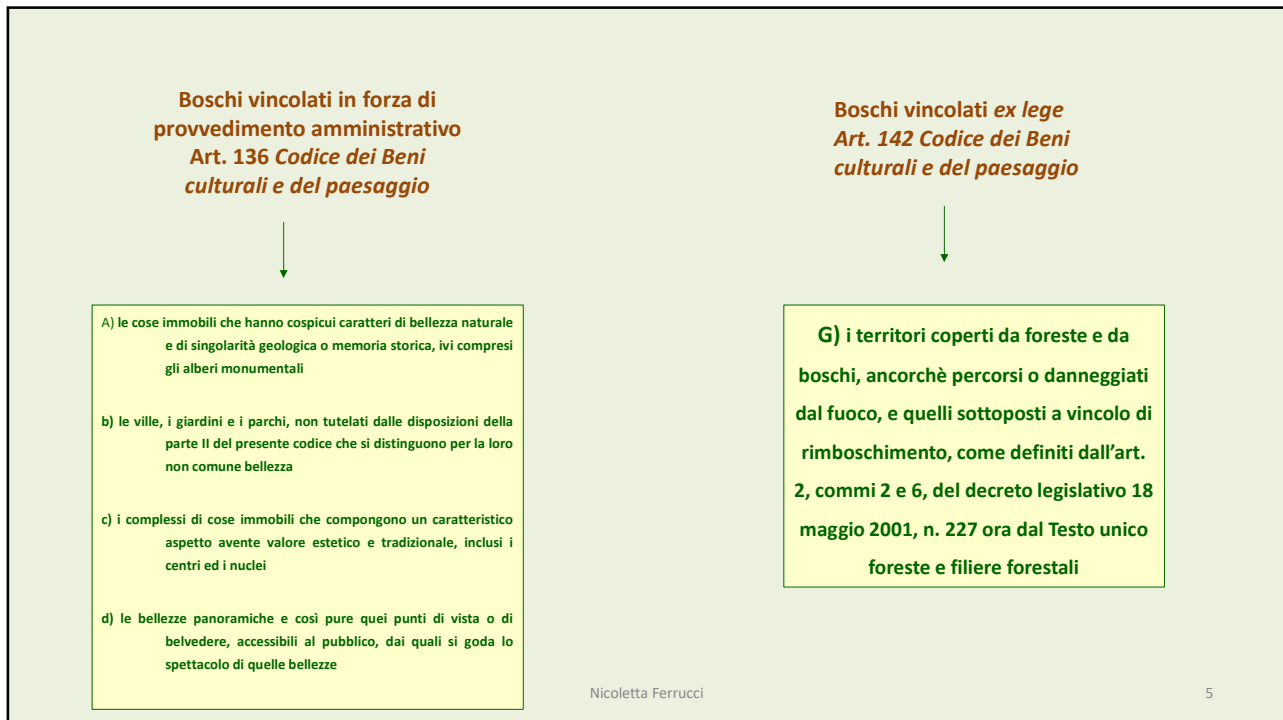 Boschi vincolati in forza di
provvedimento amministrativo
Art. 136 Codice dei Beni
culturali e del paesaggio
A) le cose immobili che hanno cospicui caratteri di bellezza naturale
e di singolarità geologica o memoria storica, ivi compresi
gli alberi monumentali
b) le ville, i giardini e i parchi, non tutelati dalle disposizioni della
parte II del presente codice che si distinguono per la loro
non comune bellezza
c) i complessi di cose immobili che compongono un caratteristico
aspetto avente valore estetico e tradizionale, inclusi i
centri ed i nuclei
d) le bellezze panoramiche e così pure quei punti di vista o di
belvedere, accessibili al pubblico, dai quali si goda lo
spettacolo di quelle bellezze
Boschi vincolati ex lege
Art. 142 Codice dei Beni
culturali e del paesaggio
G) i territori coperti da foreste e da
boschi, ancorchè percorsi o danneggiati
dal fuoco, e quelli sottoposti a vincolo di
rimboschimento, come definiti dall’art.
2, commi 2 e 6, del decreto legislativo 18
maggio 2001, n. 227 ora dal Testo unico
foreste e filiere forestali
Nicoletta Ferrucci
5